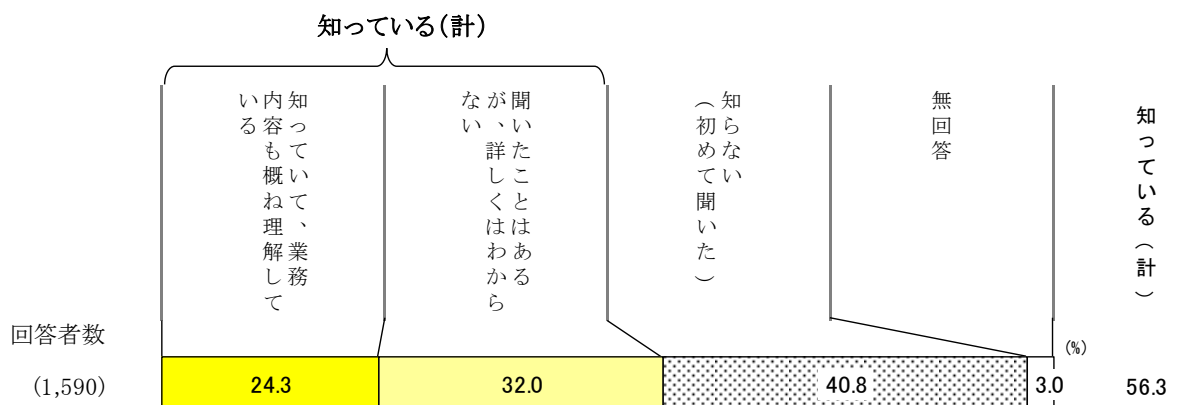 知っている(計)
知っていて、業務
内容も概ね理解して
いる
聞いたことはある
が、詳しくはわから
ない
知らない
(初めて聞いた)
無回答
知っている(計)
回答者数
(%)
(1,590)
24.3
32.0
40.8
3.0
56.3